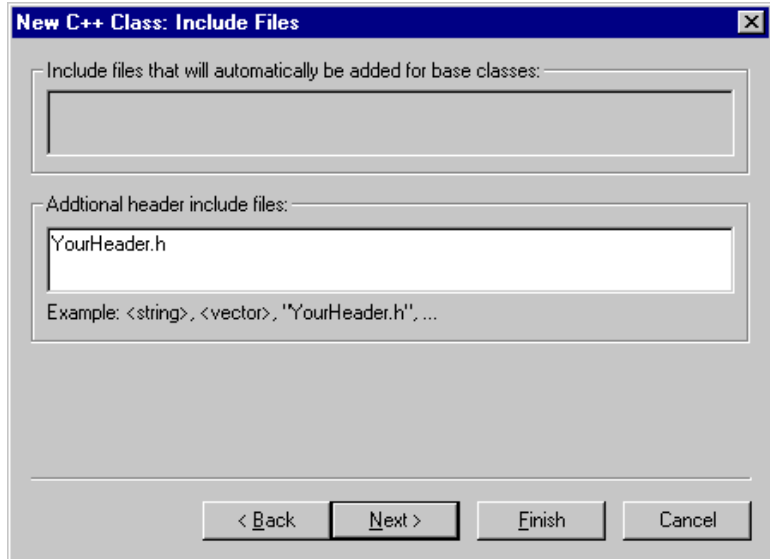 New C++ Class: Include Files
Include files that will automatically be added for base classes:
Addtional header include files:
YourHeader.h
Example: <string>, <vector>, "YourHeader.h", ...
< Back Next > Finish Cancel